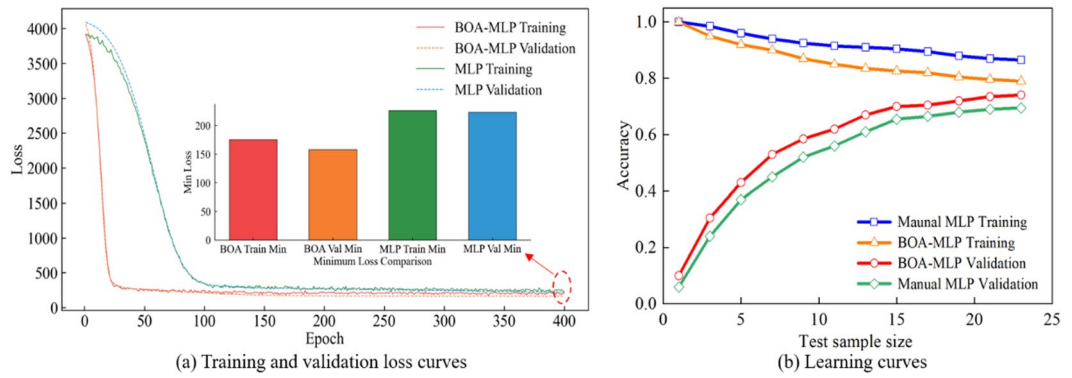 4000
3500
3000
2500
4000
1500
4000
500
0
Loss
0
50
100
150
200
250
300
350
400
Epoch
BOA-MLP Training
BOA-MLP Validation
MLP Training
MLP Validation
200
150
100
50
0
Min Loss
BOA Train Min
BOA Val Min
MLP Train Min
MLP Val Min
Minimum Loss Comparison
(a) Training and validation loss curves
1.0
0.8
0.6
0.4
0.2
0.0
Accuracy
0
5
10
15
20
25
Test sample size
Maunal MLP Training
BOA-MLP Training
BOA-MLP Validation
Manual MLP Validation
(b) Learning curves